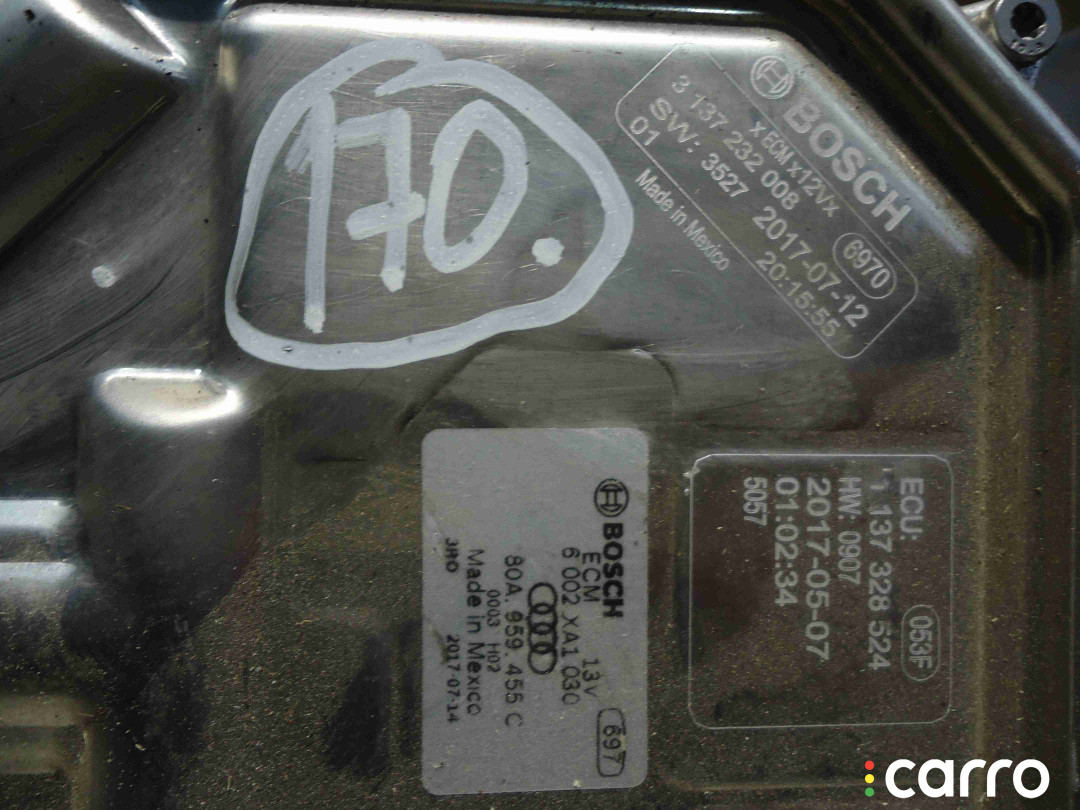 170.
BOSCH
x ECM x12Vx
6970
3 137 232 008
SW: 3527 2017-07-12
01
20:15:55
Made in Mexico
BOSCH
ECM 13V
697
6 002 XA1 030
80A. 959. 455 C
0003 H02
Made in Mexico
2017-07-14
ECU:
053F
1 137 328 524
HW: 0907
2017-05-07
01:02:34
5057
carro